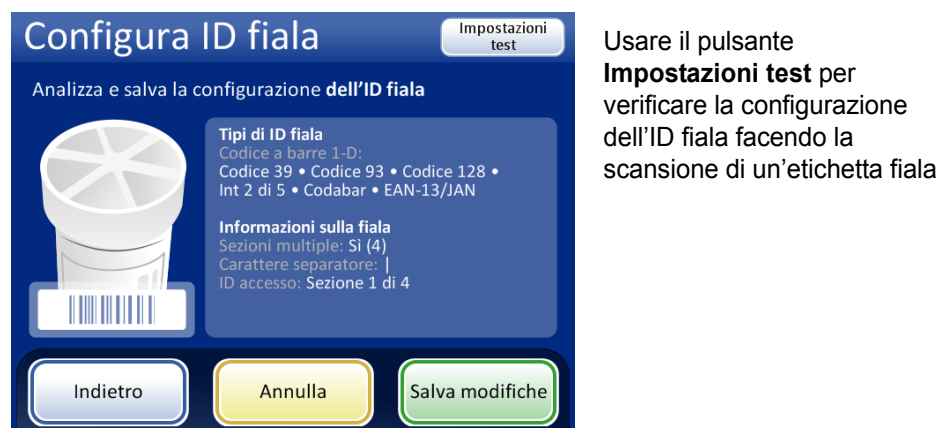 Configura ID fiala
Impostazioni
test
Analizza e salva la configurazione dell'ID fiala
Tipi di ID fiala
Codice a barre 1-D:
Codice 39 • Codice 93 • Codice 128 •
Int 2 di 5 • Codabar • EAN-13/JAN
Informazioni sulla fiala
Sezioni multiple: Sì (4)
Carattere separatore: |
ID accesso: Sezione 1 di 4
Indietro
Annulla
Salva modifiche
Usare il pulsante
Impostazioni test per
verificare la configurazione
dell’ID fiala facendo la
scansione di un’etichetta fiala